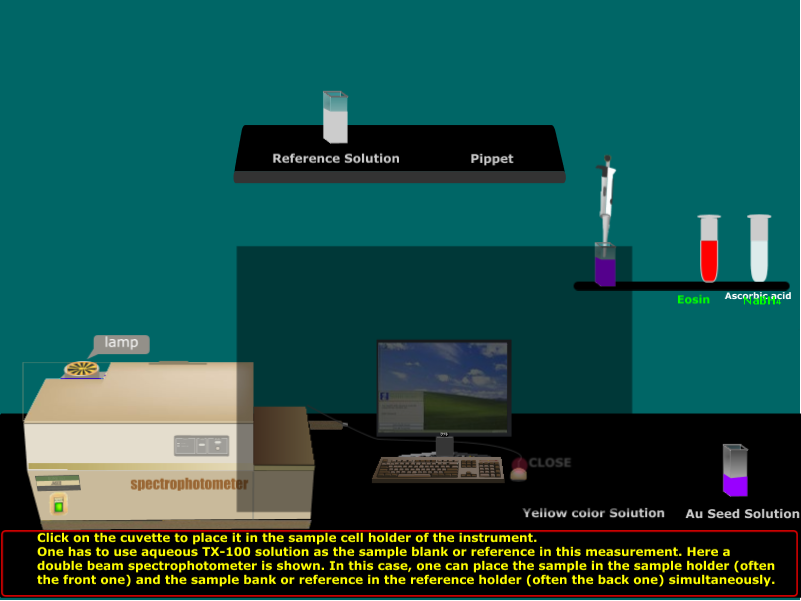 Reference Solution
Pippet
Eosin
Ascorbic acid
lamp
spectrophotometer
CLOSE
Yellow color Solution
Au Seed Solution
Click on the cuvette to place it in the sample cell holder of the instrument.
One has to use aqueous TX-100 solution as the sample blank or reference in this measurement. Here a
double beam spectrophotometer is shown. In this case, one can place the sample in the sample holder (often
the front one) and the sample bank or reference in the reference holder (often the back one) simultaneously.